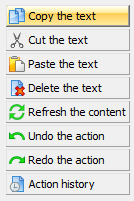 Copy the text
Cut the text
Paste the text
Delete the text
Refresh the content
Undo the action
Redo the action
Action history